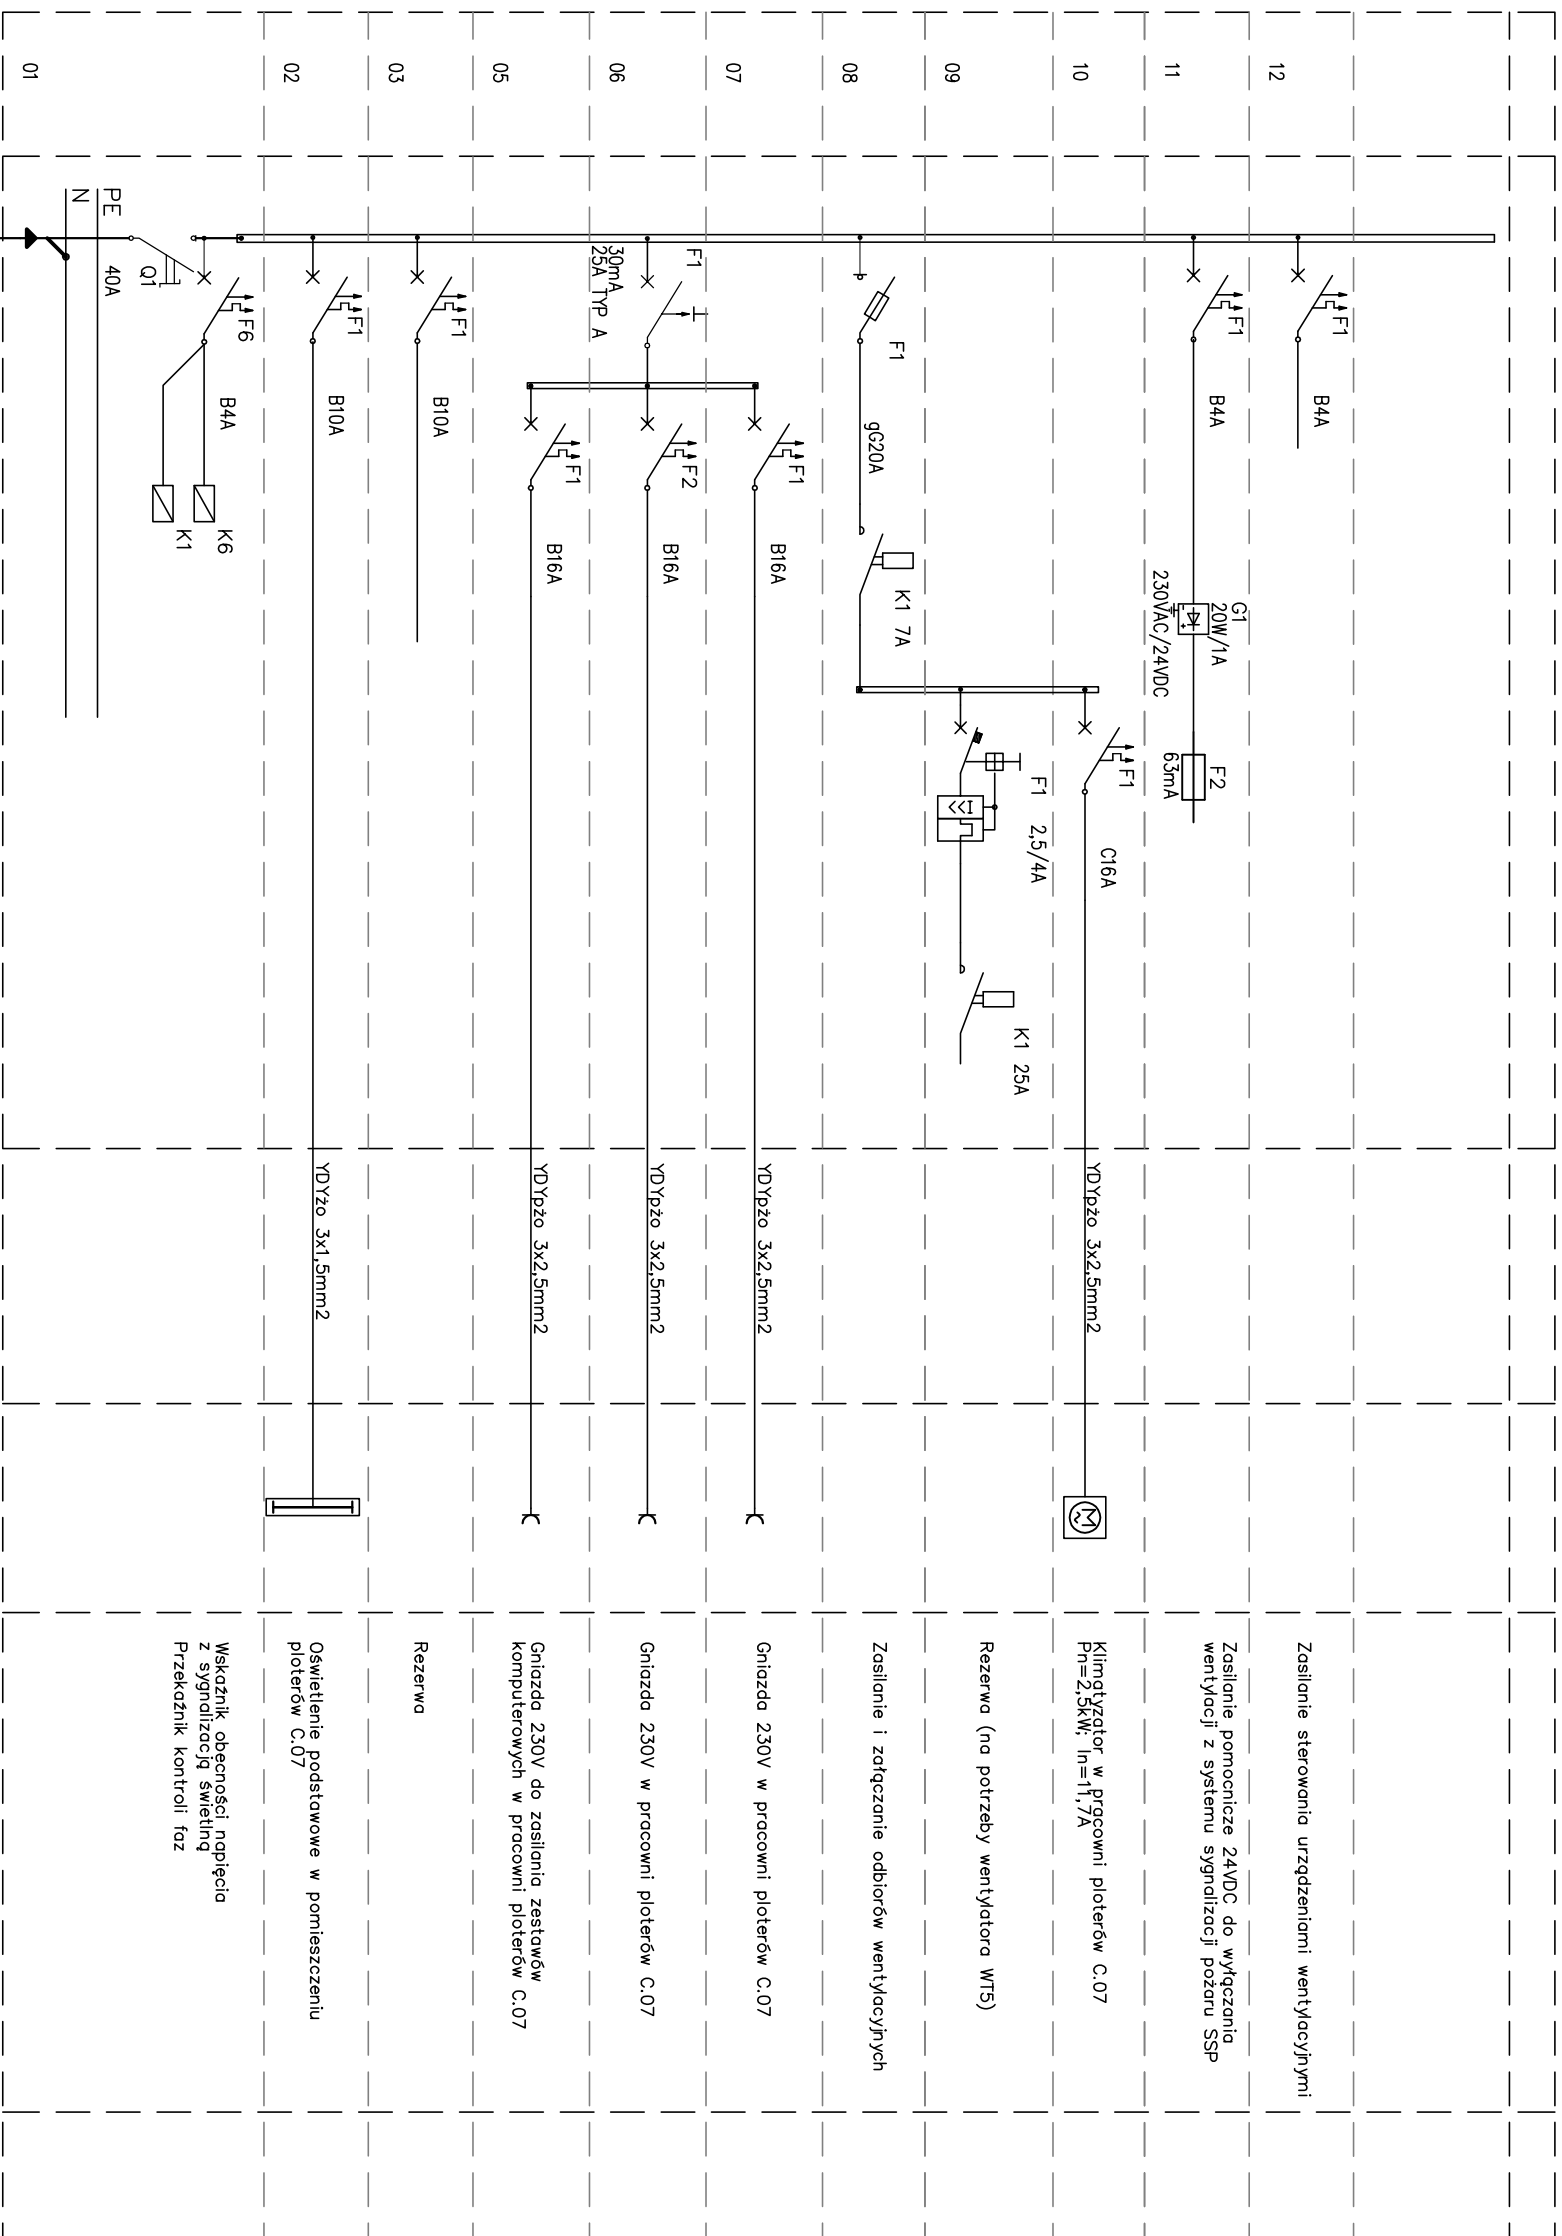 12
F1
B4A
Zasilanie sterowania urządzeniami wentylacyjnymi
11
F1
B4A
G1
20W/1A
230VAC/24VDC
F2
63mA
Zasilanie pomocnicze 24VDC do wyłączania
wentylacji z systemu sygnalizacji pożaru SSP
10
F1
C16A
YDYpżo 3x2,5mm2
Klimatyzator w pracowni ploterów C.07
Pn=2,5kW; In=11,7A
09
F1 2,5/4A
K1 25A
Rezerwa (na potrzeby wentylatora WT5)
08
F1
gG20A
K1 7A
Zasilanie i załączanie odbiorów wentylacyjnych
07
F1
B16A
YDYpżo 3x2,5mm2
Gniazda 230V w pracowni ploterów C.07
06
F1
30mA
25A TYP A
F2
B16A
YDYpżo 3x2,5mm2
Gniazda 230V w pracowni ploterów C.07
05
F1
B16A
YDYpżo 3x2,5mm2
Gniazda 230V do zasilania zestawów
komputerowych w pracowni ploterów C.07
03
F1
B10A
Rezerwa
02
F1
B10A
YDYżo 3x1,5mm2
Oświetlenie podstawowe w pomieszczeniu
ploterów C.07
01
F6
B4A
K6
K1
Q1
40A
PE
N
Wskaźnik obecności napięcia
z sygnalizacją świetlną
Przekaźnik kontroli faz